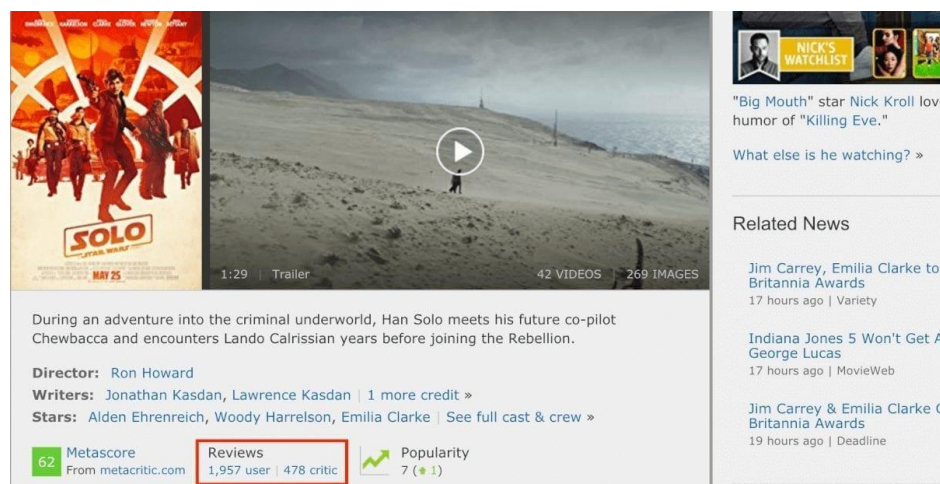 SOLO
A STAR WARS STORY
MAY 25
1:29 | Trailer
42 VIDEOS | 269 IMAGES
During an adventure into the criminal underworld, Han Solo meets his future co-pilot
Chewbacca and encounters Lando Calrissian years before joining the Rebellion.
Director: Ron Howard
Writers: Jonathan Kasdan, Lawrence Kasdan | 1 more credit »
Stars: Alden Ehrenreich, Woody Harrelson, Emilia Clarke | See full cast & crew »
62
Metascore
From metacritic.com
Reviews
1,957 user | 478 critic
Popularity
7 (1)
NICK'S
WATCHLIST
"Big Mouth" star Nick Kroll lov
humor of "Killing Eve."
What else is he watching? »
Related News
Jim Carrey, Emilia Clarke to
Britannia Awards
17 hours ago | Variety
Indiana Jones 5 Won't Get A
George Lucas
17 hours ago | MovieWeb
Jim Carrey & Emilia Clarke
Britannia Awards
19 hours ago | Deadline